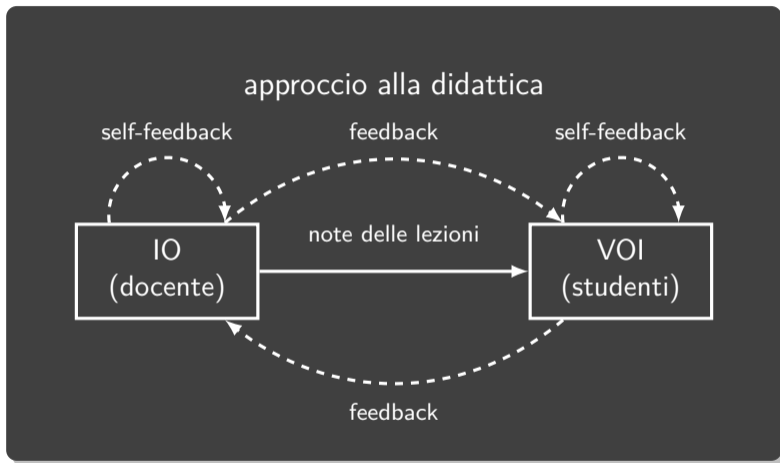 approccio alla didattica
self-feedback
feedback
self-feedback
note delle lezioni
IO
(docente)
VOI
(studenti)
feedback